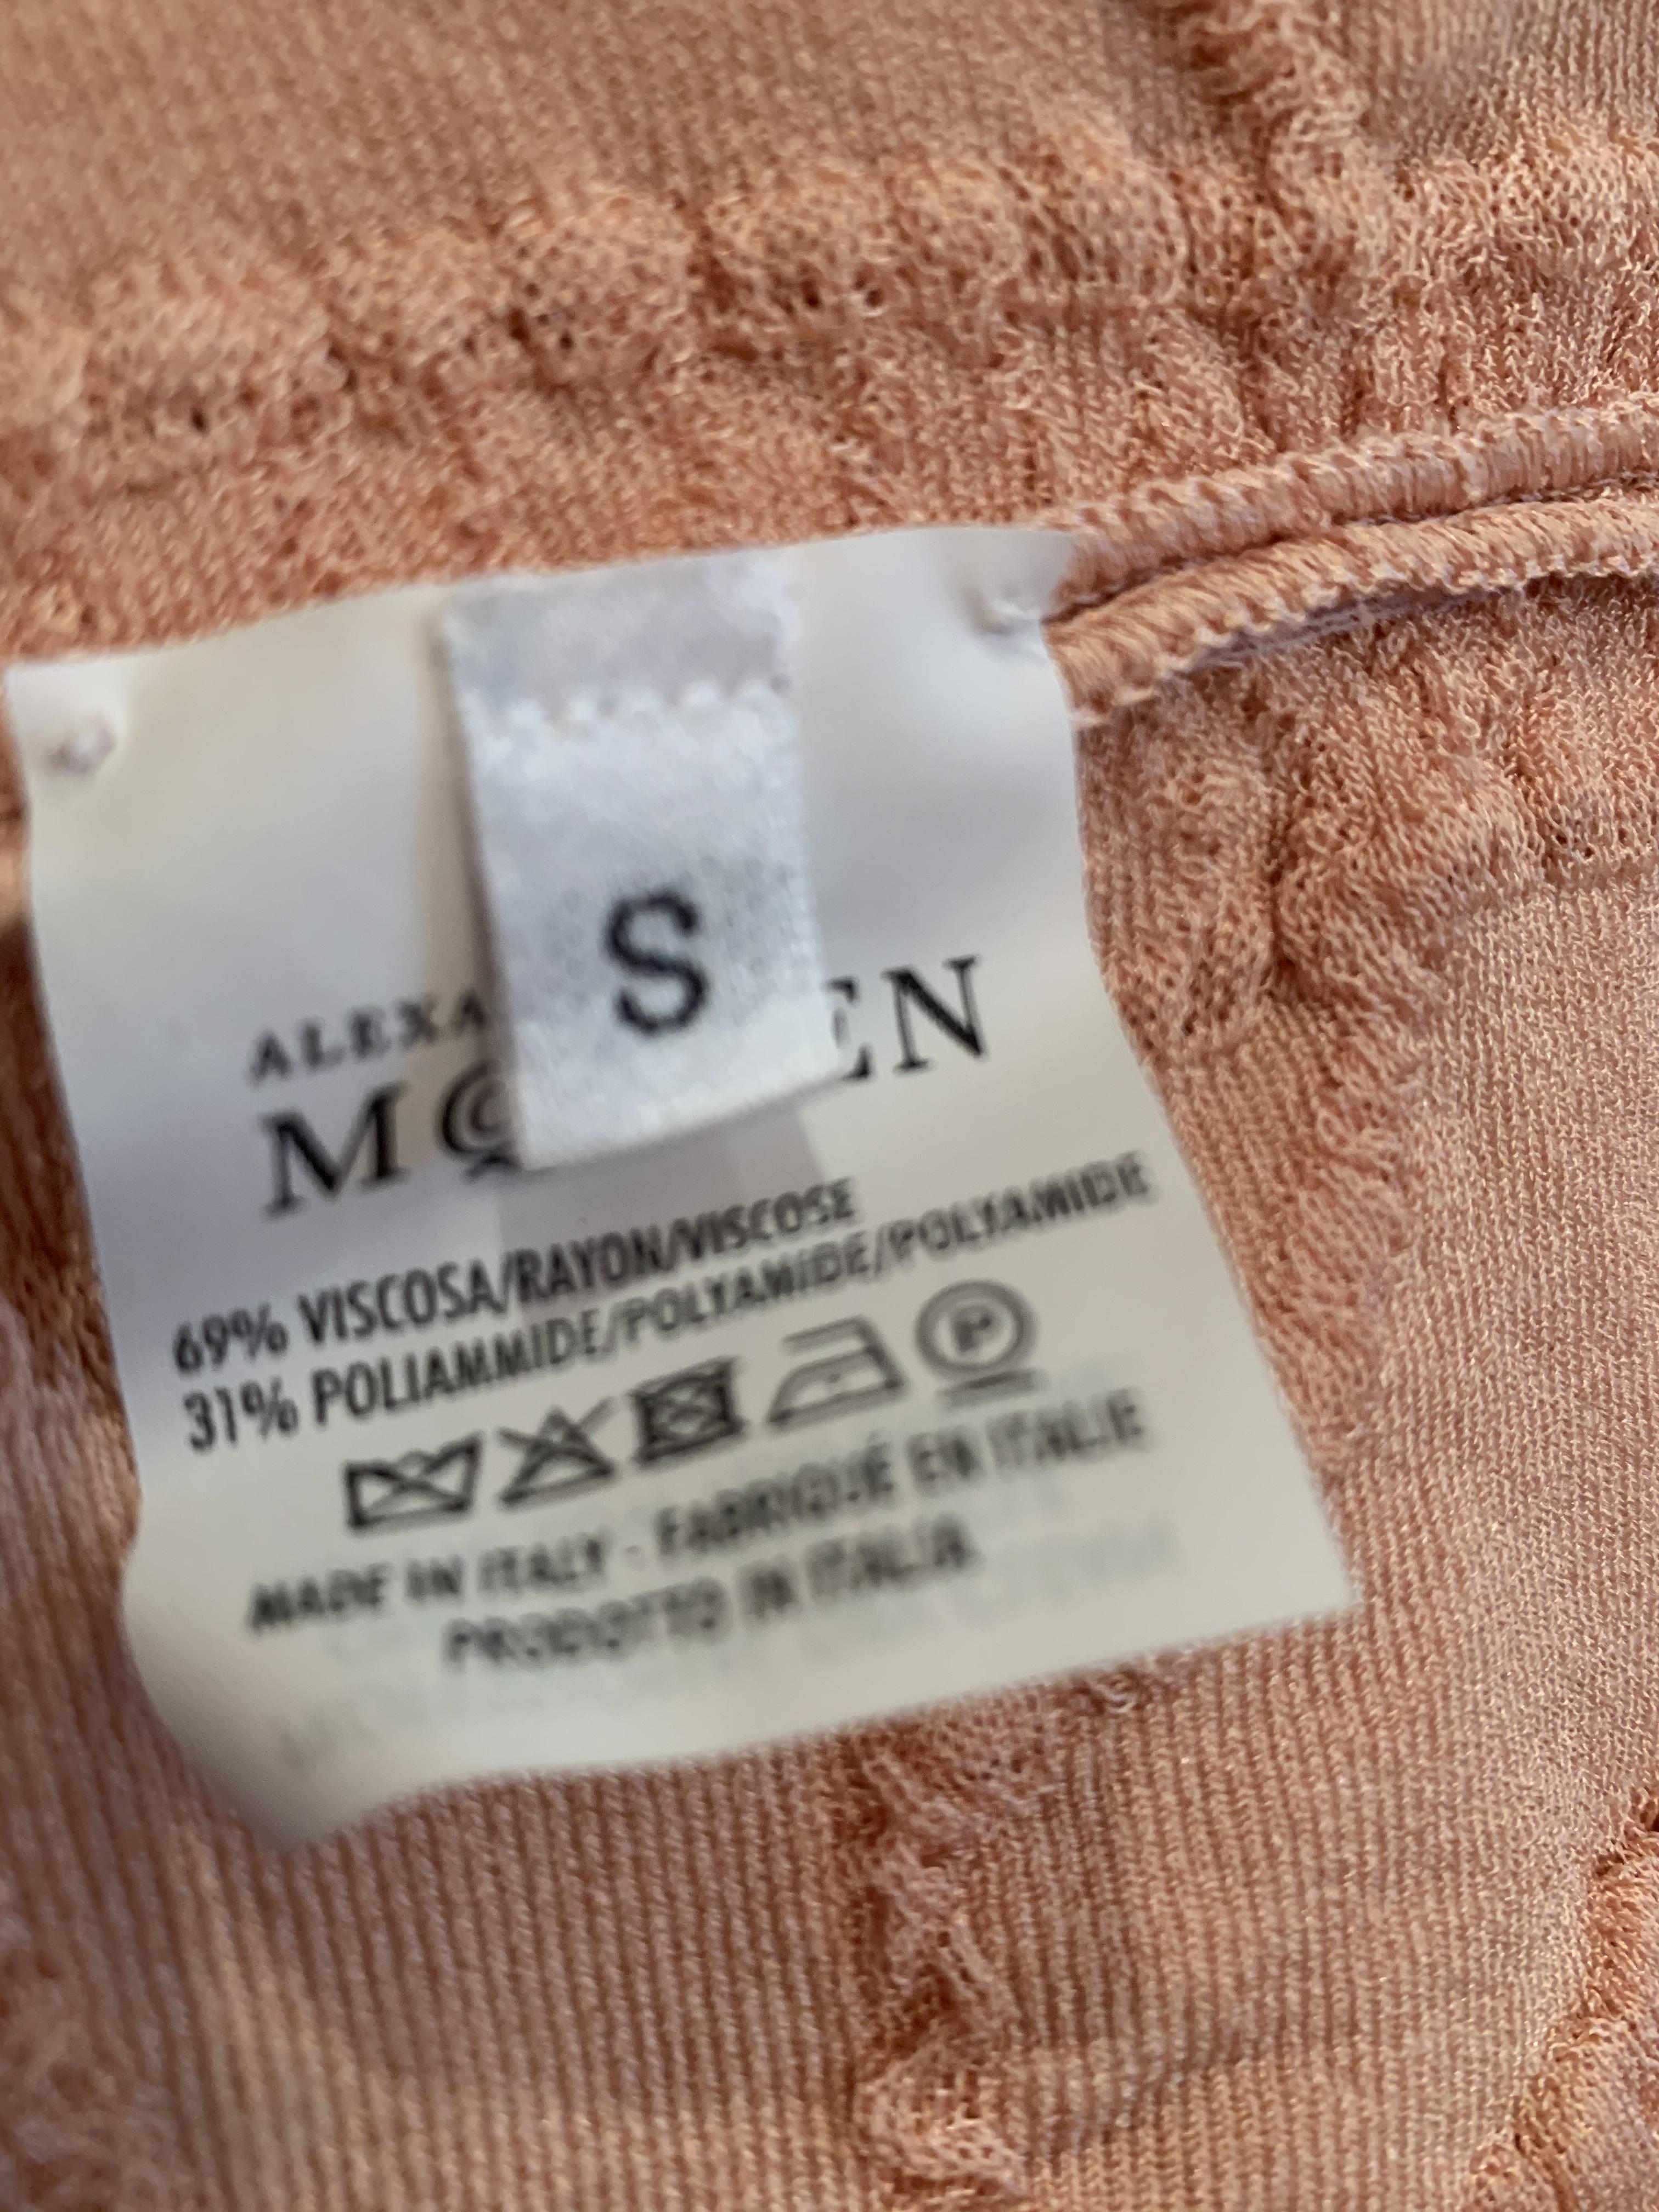 S
ALEXA
MQ EN
69% VISCOSA/RAYON/VISCOSE
31% POLIAMMIDE/POLYAMIDE/POLYAMIDE
P
MADE IN ITALY - FABRIQUÉ EN ITALIE
PRODOTTO IN ITALIA